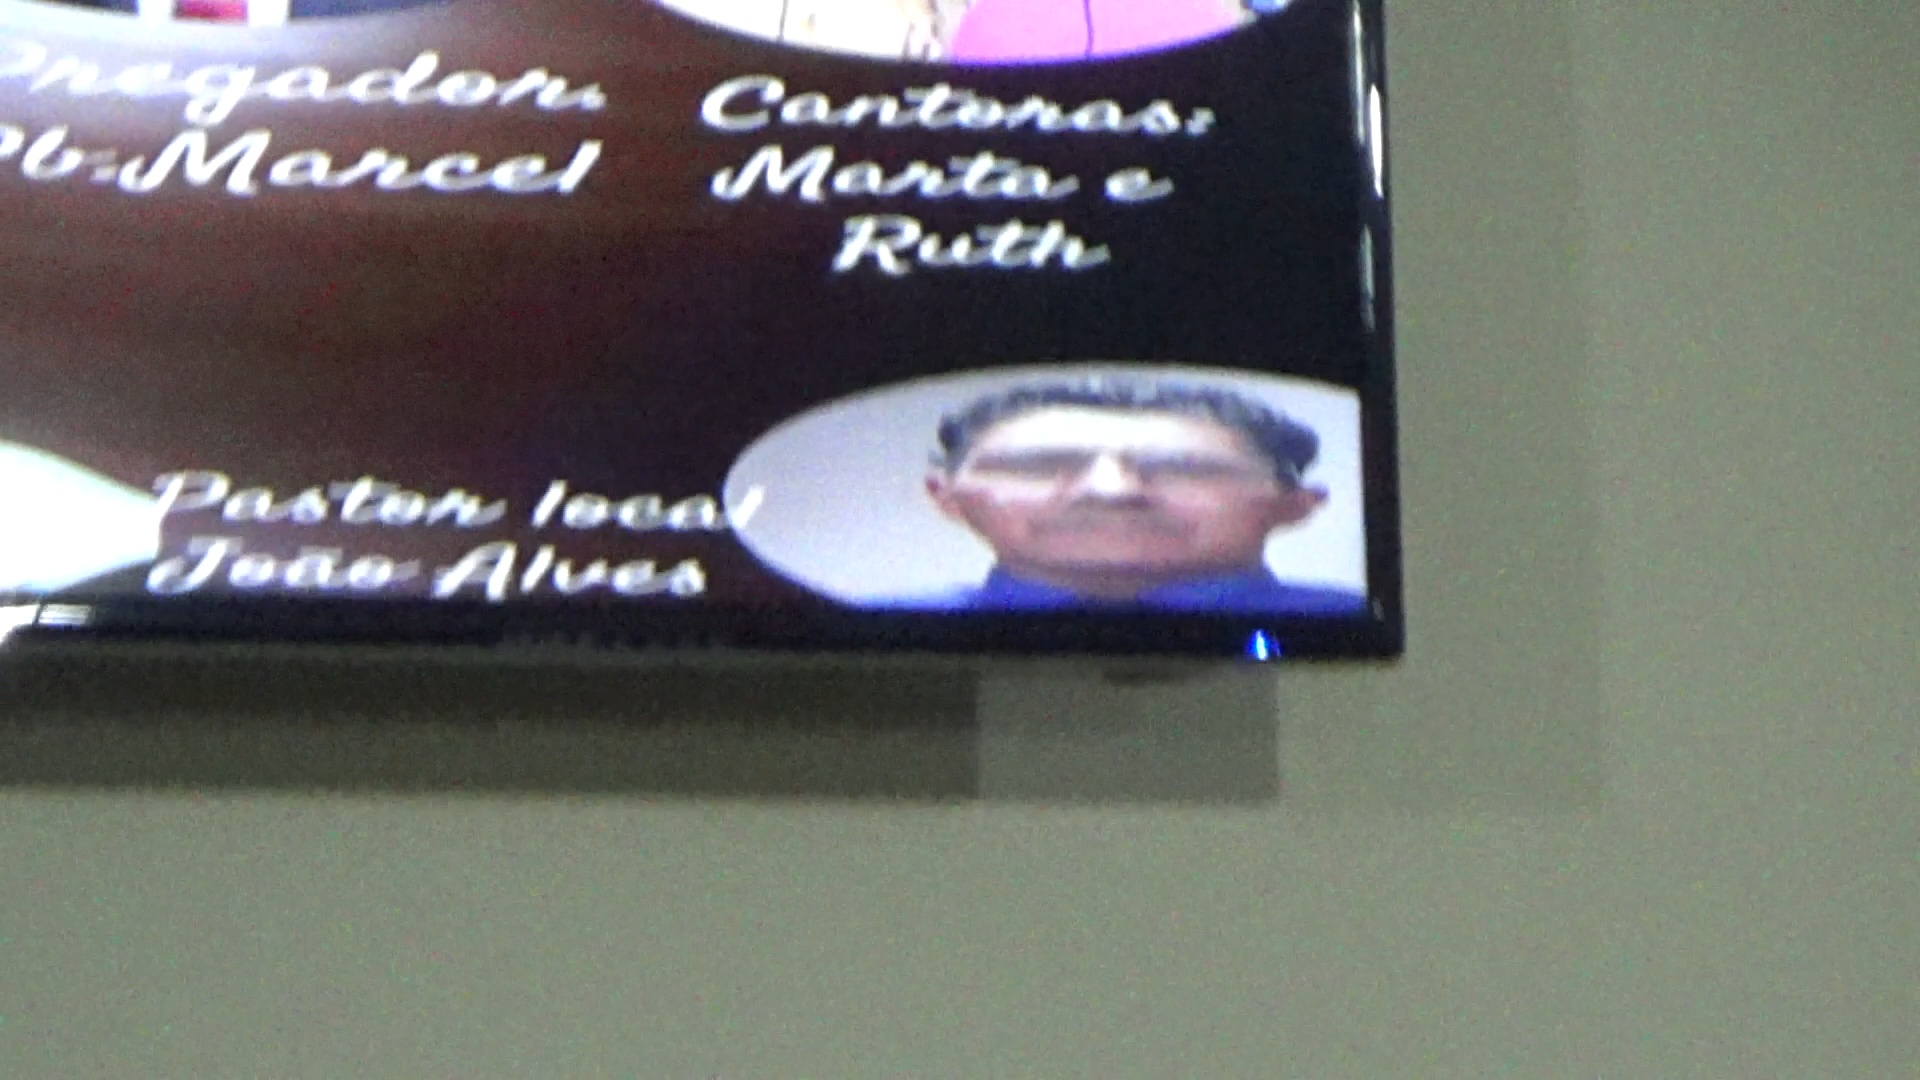 Pregador:
Pb. Marcel
Cantoras:
Marta e
Ruth
Pastor local
João Alves